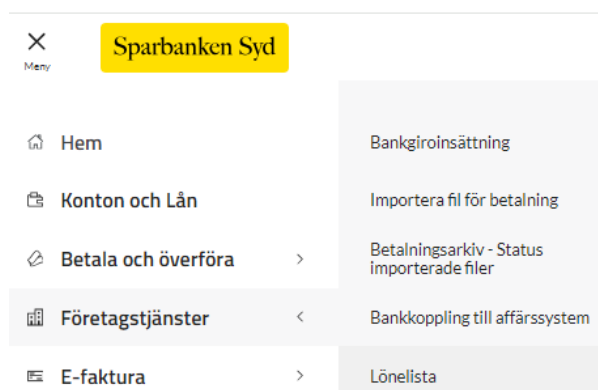 Meny
Sparbanken Syd
Hem
Konton och Lån
Betala och överföra
Företagstjänster
E-faktura
Bankgiroinsättning
Importera fil för betalning
Betalningsarkiv - Status
importerade filer
Bankkoppling till affärssystem
Lönelista